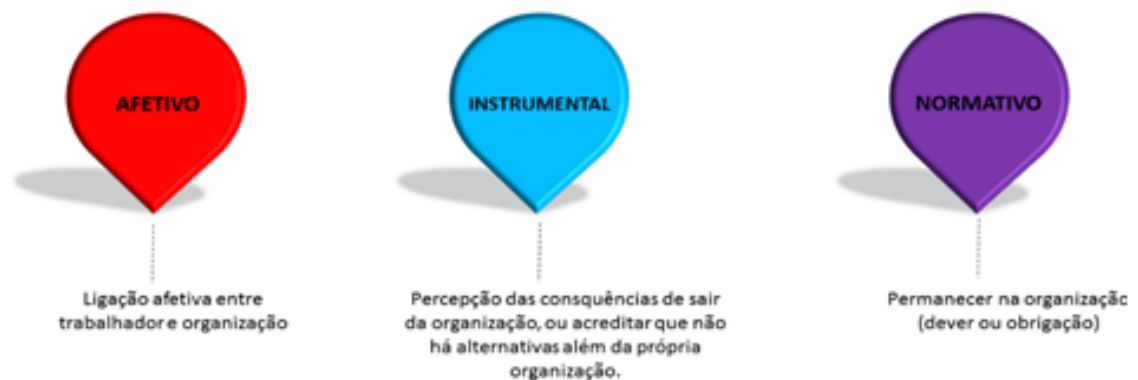 AFETIVO
INSTRUMENTAL
NORMATIVO
Ligação afetiva entre
trabalhador e organização
Percepção das consquências de sair
da organização, ou acreditar que não
há alternativas além da própria
organização.
Permanecer na organizaçãc
(dever ou obrigação)